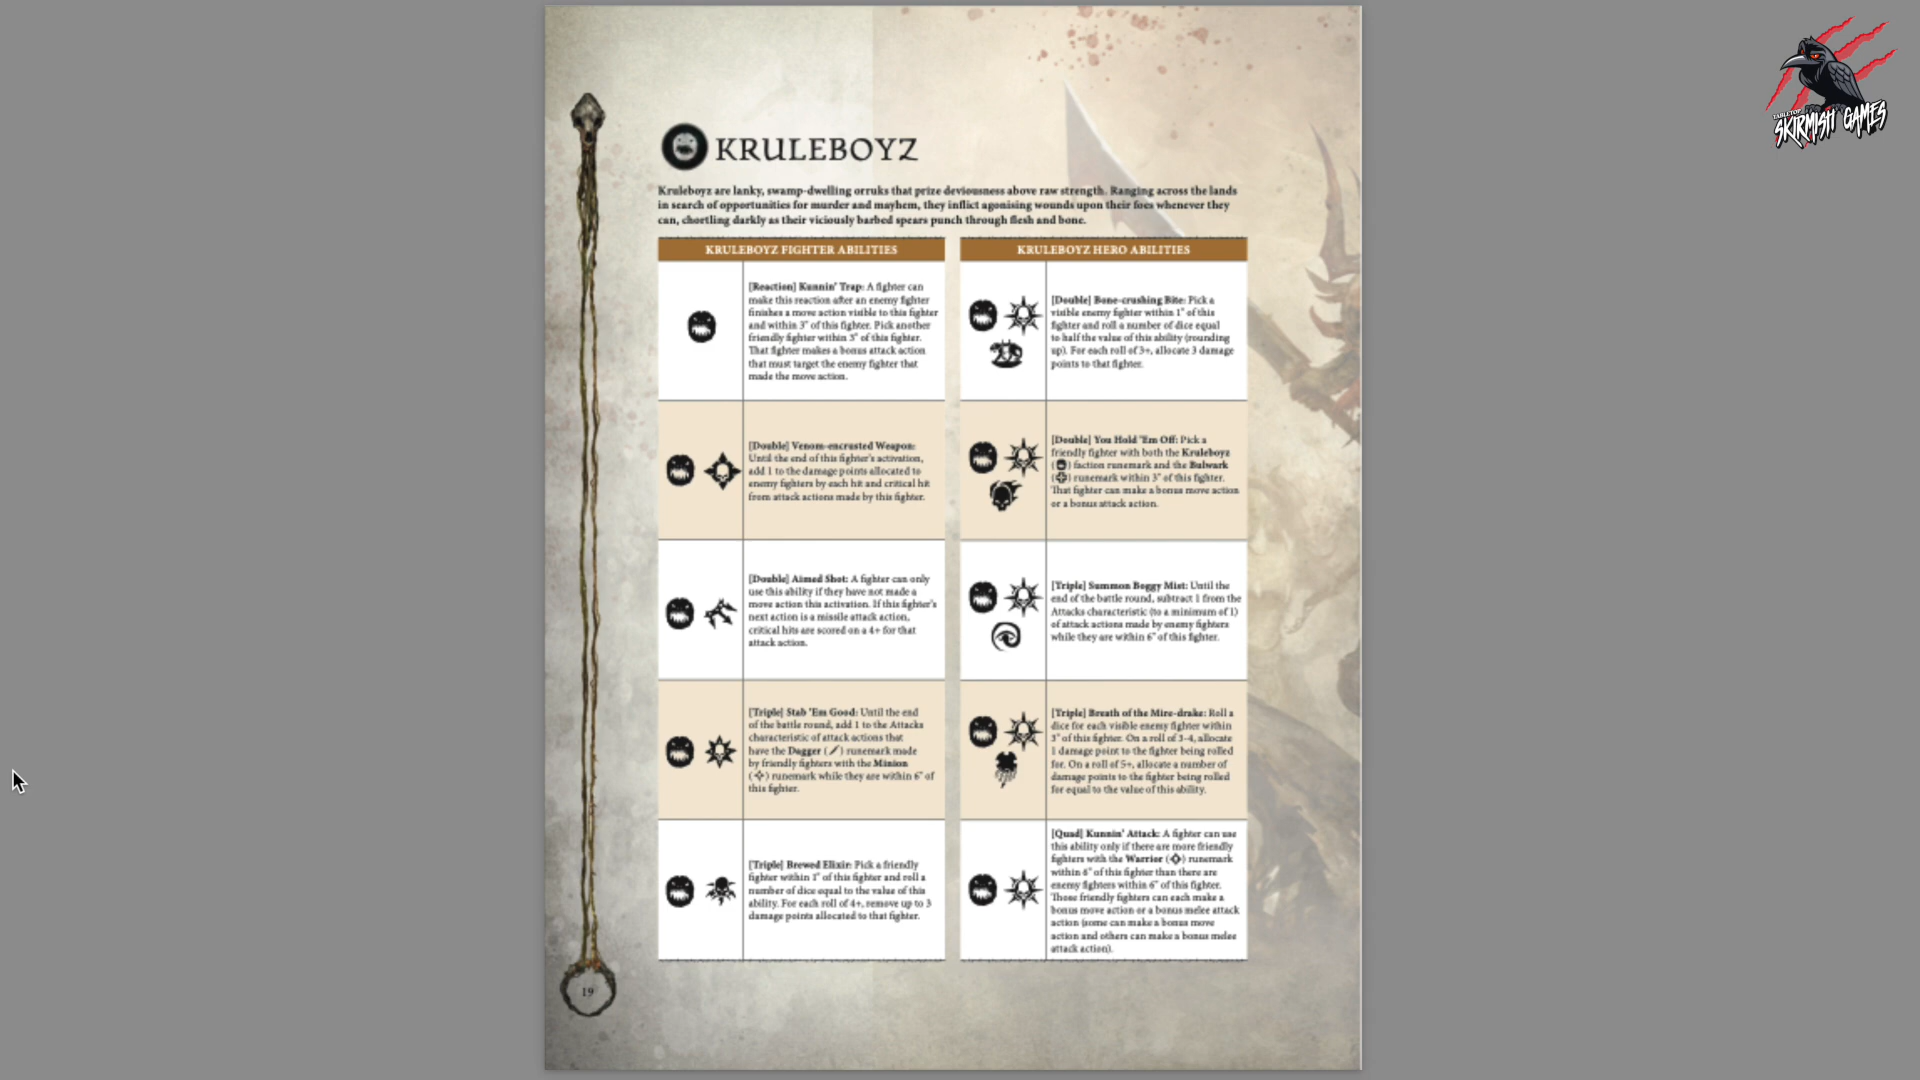 TABLETOP
SKIRMISH GAMES
KRULEBOYZ
Kruleboyz are lanky, swamp-dwelling orruks that prize deviousness above raw strength. Ranging across the lands
in search of opportunities for murder and mayhem, they inflict agonising wounds upon their foes whenever they
can, chortling darkly as their viciously barbed spears punch through flesh and bone.
KRULEBOYZ FIGHTER ABILITIES
[Reaction] Kunnin' Trap: A fighter can
make this reaction after an enemy fighter
finishes a move action visible to this fighter
and within 3" of this fighter. Pick another
friendly fighter within 3" of this fighter.
That fighter makes a bonus attack action
that must target the enemy fighter that
made the move action.
[Double] Venom-encrusted Weapon:
Until the end of this fighter's activation,
add 1 to the damage points allocated to
enemy fighters by each hit and critical hit
from attack actions made by this fighter.
[Double] Aimed Shot: A fighter can only
use this ability if they have not made a
move action this activation. If this fighter's
next action is a missile attack action,
critical hits are scored on a 4+ for that
attack action.
[Triple] Stab 'Em Good: Until the end
of the battle round, add 1 to the Attacks
characteristic of attack actions that
have the Dagger ( ) runemark made
by friendly fighters with the Minion
( ) runemark while they are within 6" of
this fighter.
[Triple] Brewed Elixir: Pick a friendly
fighter within 1" of this fighter and roll a
number of dice equal to the value of this
ability. For each roll of 4+, remove up to 3
damage points allocated to that fighter.
KRULEBOYZ HERO ABILITIES
[Double] Bone-crushing Bite: Pick a
visible enemy fighter within 1" of this
fighter and roll a number of dice equal
to half the value of this ability (rounding
up). For each roll of 3+, allocate 3 damage
points to that fighter.
[Double] You Hold 'Em Off: Pick a
friendly fighter with both the Kruleboyz
( ) faction runemark and the Bulwark
( ) runemark within 3" of this fighter.
That fighter can make a bonus move action
or a bonus attack action.
[Triple] Summon Boggy Mist: Until the
end of the battle round, subtract 1 from the
Attacks characteristic (to a minimum of 1)
of attack actions made by enemy fighters
while they are within 6" of this fighter.
[Triple] Breath of the Mire-drake: Roll a
dice for each visible enemy fighter within
3" of this fighter. On a roll of 3-4, allocate
1 damage point to the fighter being rolled
for. On a roll of 5+, allocate a number of
damage points to the fighter being rolled
for equal to the value of this ability.
[Quad] Kunnin' Attack: A fighter can use
this ability only if there are more friendly
fighters with the Warrior ( ) runemark
within 6" of this fighter than there are
enemy fighters within 6" of this fighter.
Those friendly fighters can each make a
bonus move action or a bonus melee attack
action (some can make a bonus move
action and others can make a bonus melee
attack action).
19